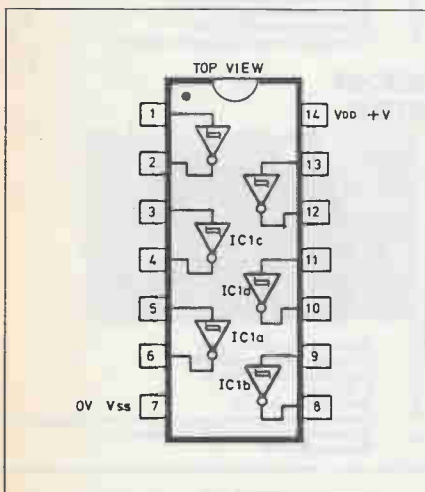 TOP VIEW
1
14 VDD +V
2
13
3
12
IC1c
4
11
IC1d
5
10
IC1a
6
9
IC1b
0V Vss 7
8